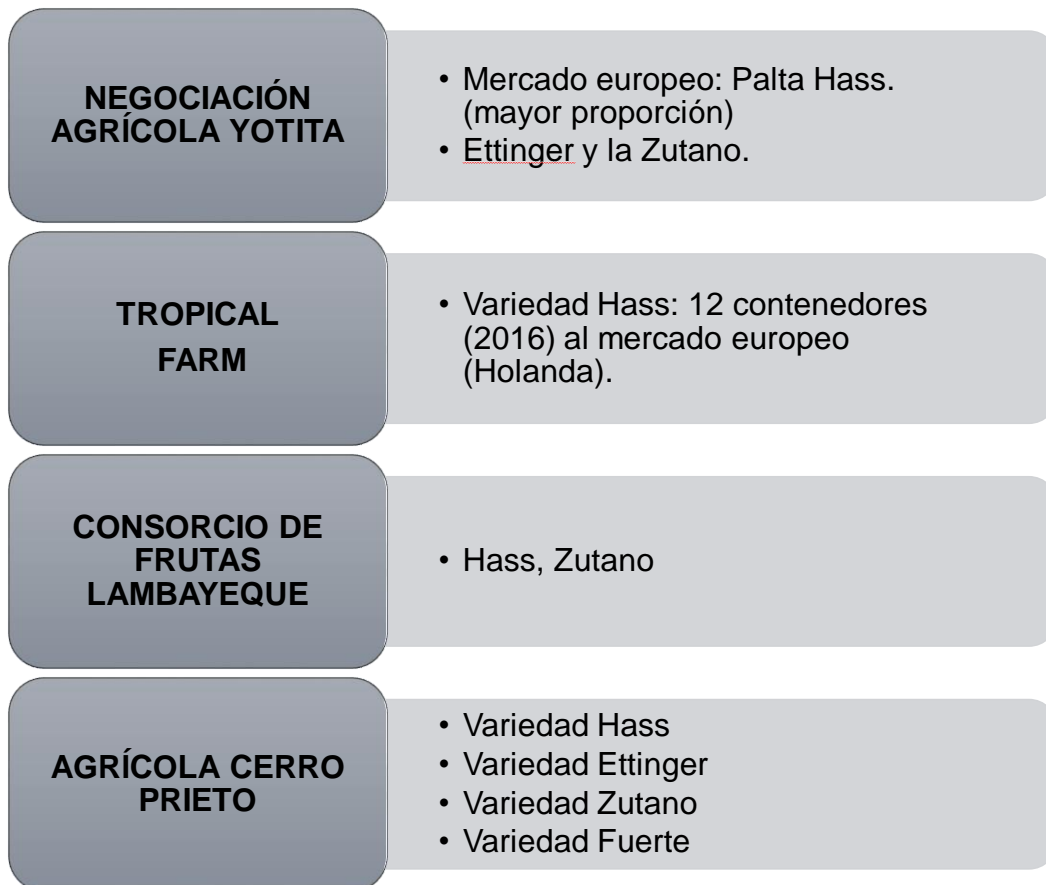 NEGOCIACIÓN
AGRÍCOLA YOTITA
• Mercado europeo: Palta Hass.
(mayor proporción)
• Ettinger y la Zutano.
TROPICAL
FARM
• Variedad Hass: 12 contenedores
(2016) al mercado europeo
(Holanda).
CONSORCIO DE
FRUTAS
LAMBAYEQUE
• Hass, Zutano
AGRÍCOLA CERRO
PRIETO
• Variedad Hass
• Variedad Ettinger
• Variedad Zutano
• Variedad Fuerte